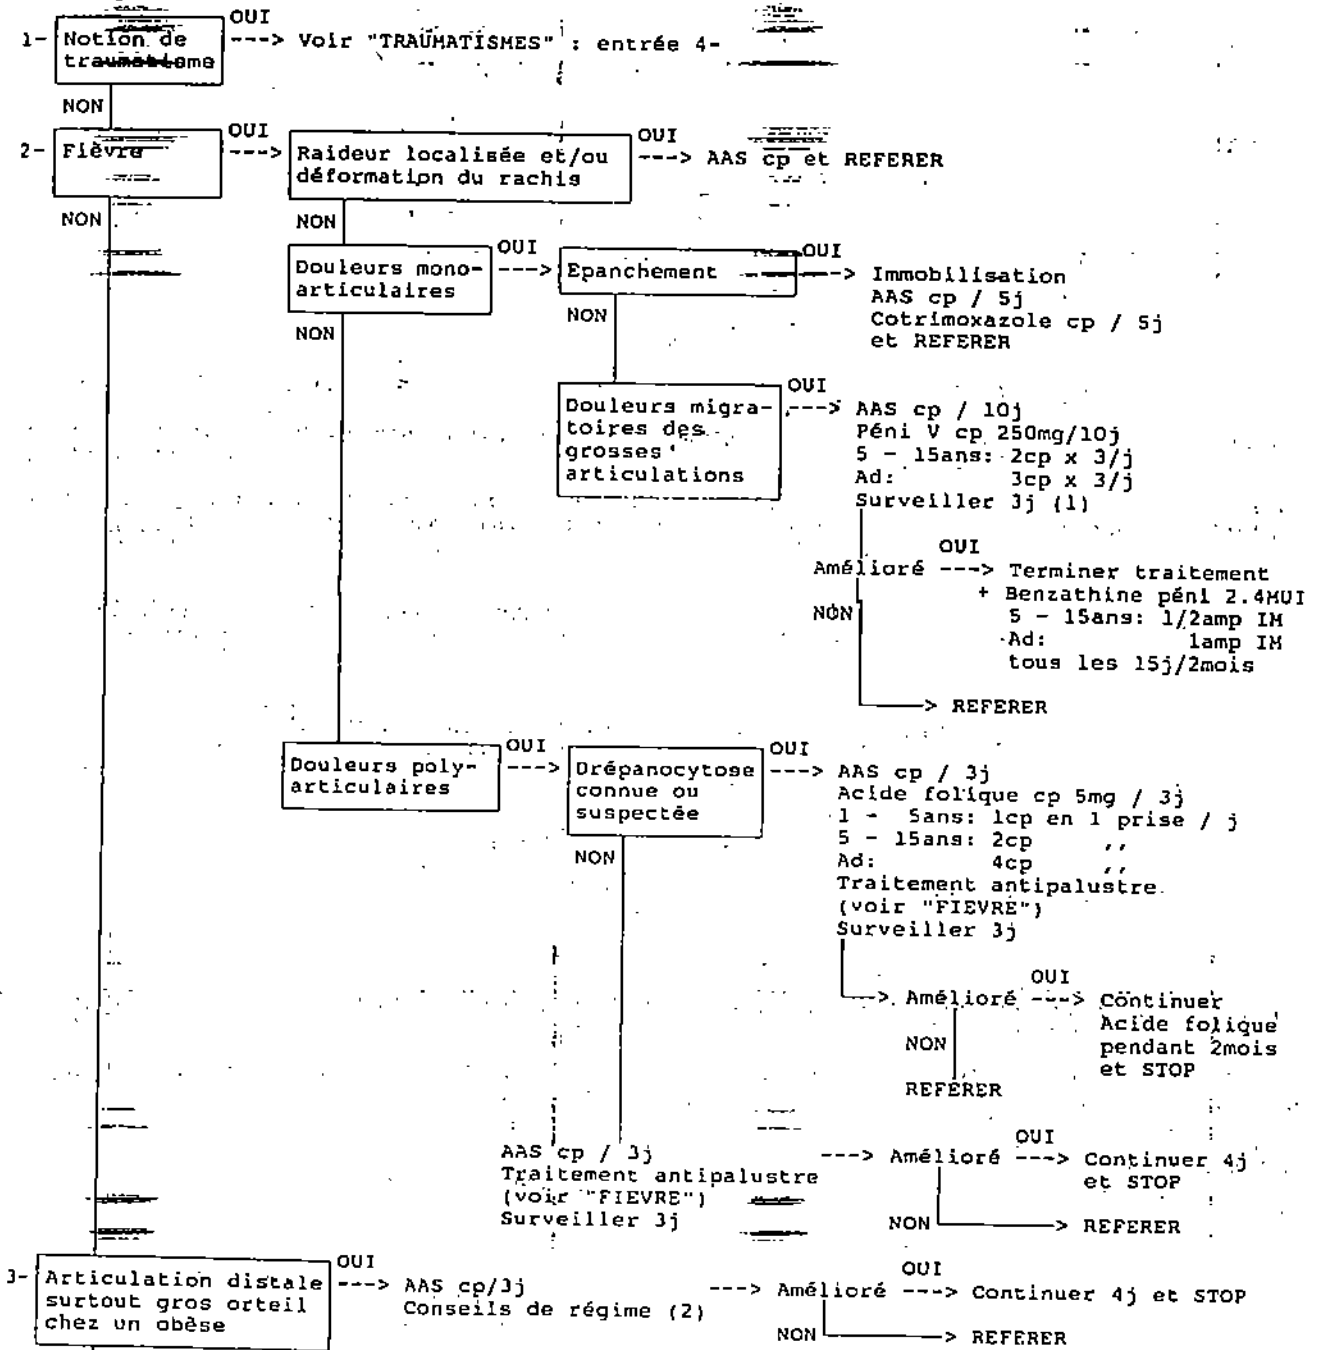 OUI
1- Notion de ---> Voir "TRAUMATISMES" : entrée 4-
traumatisme
NON
OUI OUI
2- Fièvre ---> Raideur localisée et/ou ---> AAS cp et REFERER
déformation du rachis
NON NON
OUI OUI
Douleurs mono- ---> Epanchement ---> Immobilisation
articulaires AAS cp / 5j
NON NON Cotrimoxazole cp / 5j
et REFERER
OUI
Douleurs migra- ---> AAS cp / 10j
toires des Péni V cp 250mg/10j
grosses 5 - 15ans: 2cp x 3/j
articulations Ad: 3cp x 3/j
Surveiller 3j (1)
OUI
Amélioré ---> Terminer traitement
+ Benzathine péni 2.4MUI
NON 5 - 15ans: 1/2amp IM
Ad: 1amp IM
tous les 15j/2mois
---> REFERER
OUI OUI
Douleurs poly- ---> Drépanocytose ---> AAS cp / 3j
articulaires connue ou Acide folique cp 5mg / 3j
suspectée 1 - 5ans: 1cp en 1 prise / j
NON 5 - 15ans: 2cp ,,
Ad: 4cp ,,
Traitement antipalustre
(voir "FIEVRE")
Surveiller 3j
OUI
---> Amélioré ---> Continuer
Acide folique
NON pendant 2mois
et STOP
REFERER
OUI
AAS cp / 3j ---> Amélioré ---> Continuer 4j
Traitement antipalustre et STOP
(voir "FIEVRE")
Surveiller 3j NON ---> REFERER
OUI OUI
3- Articulation distale ---> AAS cp/3j ---> Amélioré ---> Continuer 4j et STOP
surtout gros orteil Conseils de régime (2)
chez un obèse NON ---> REFERER